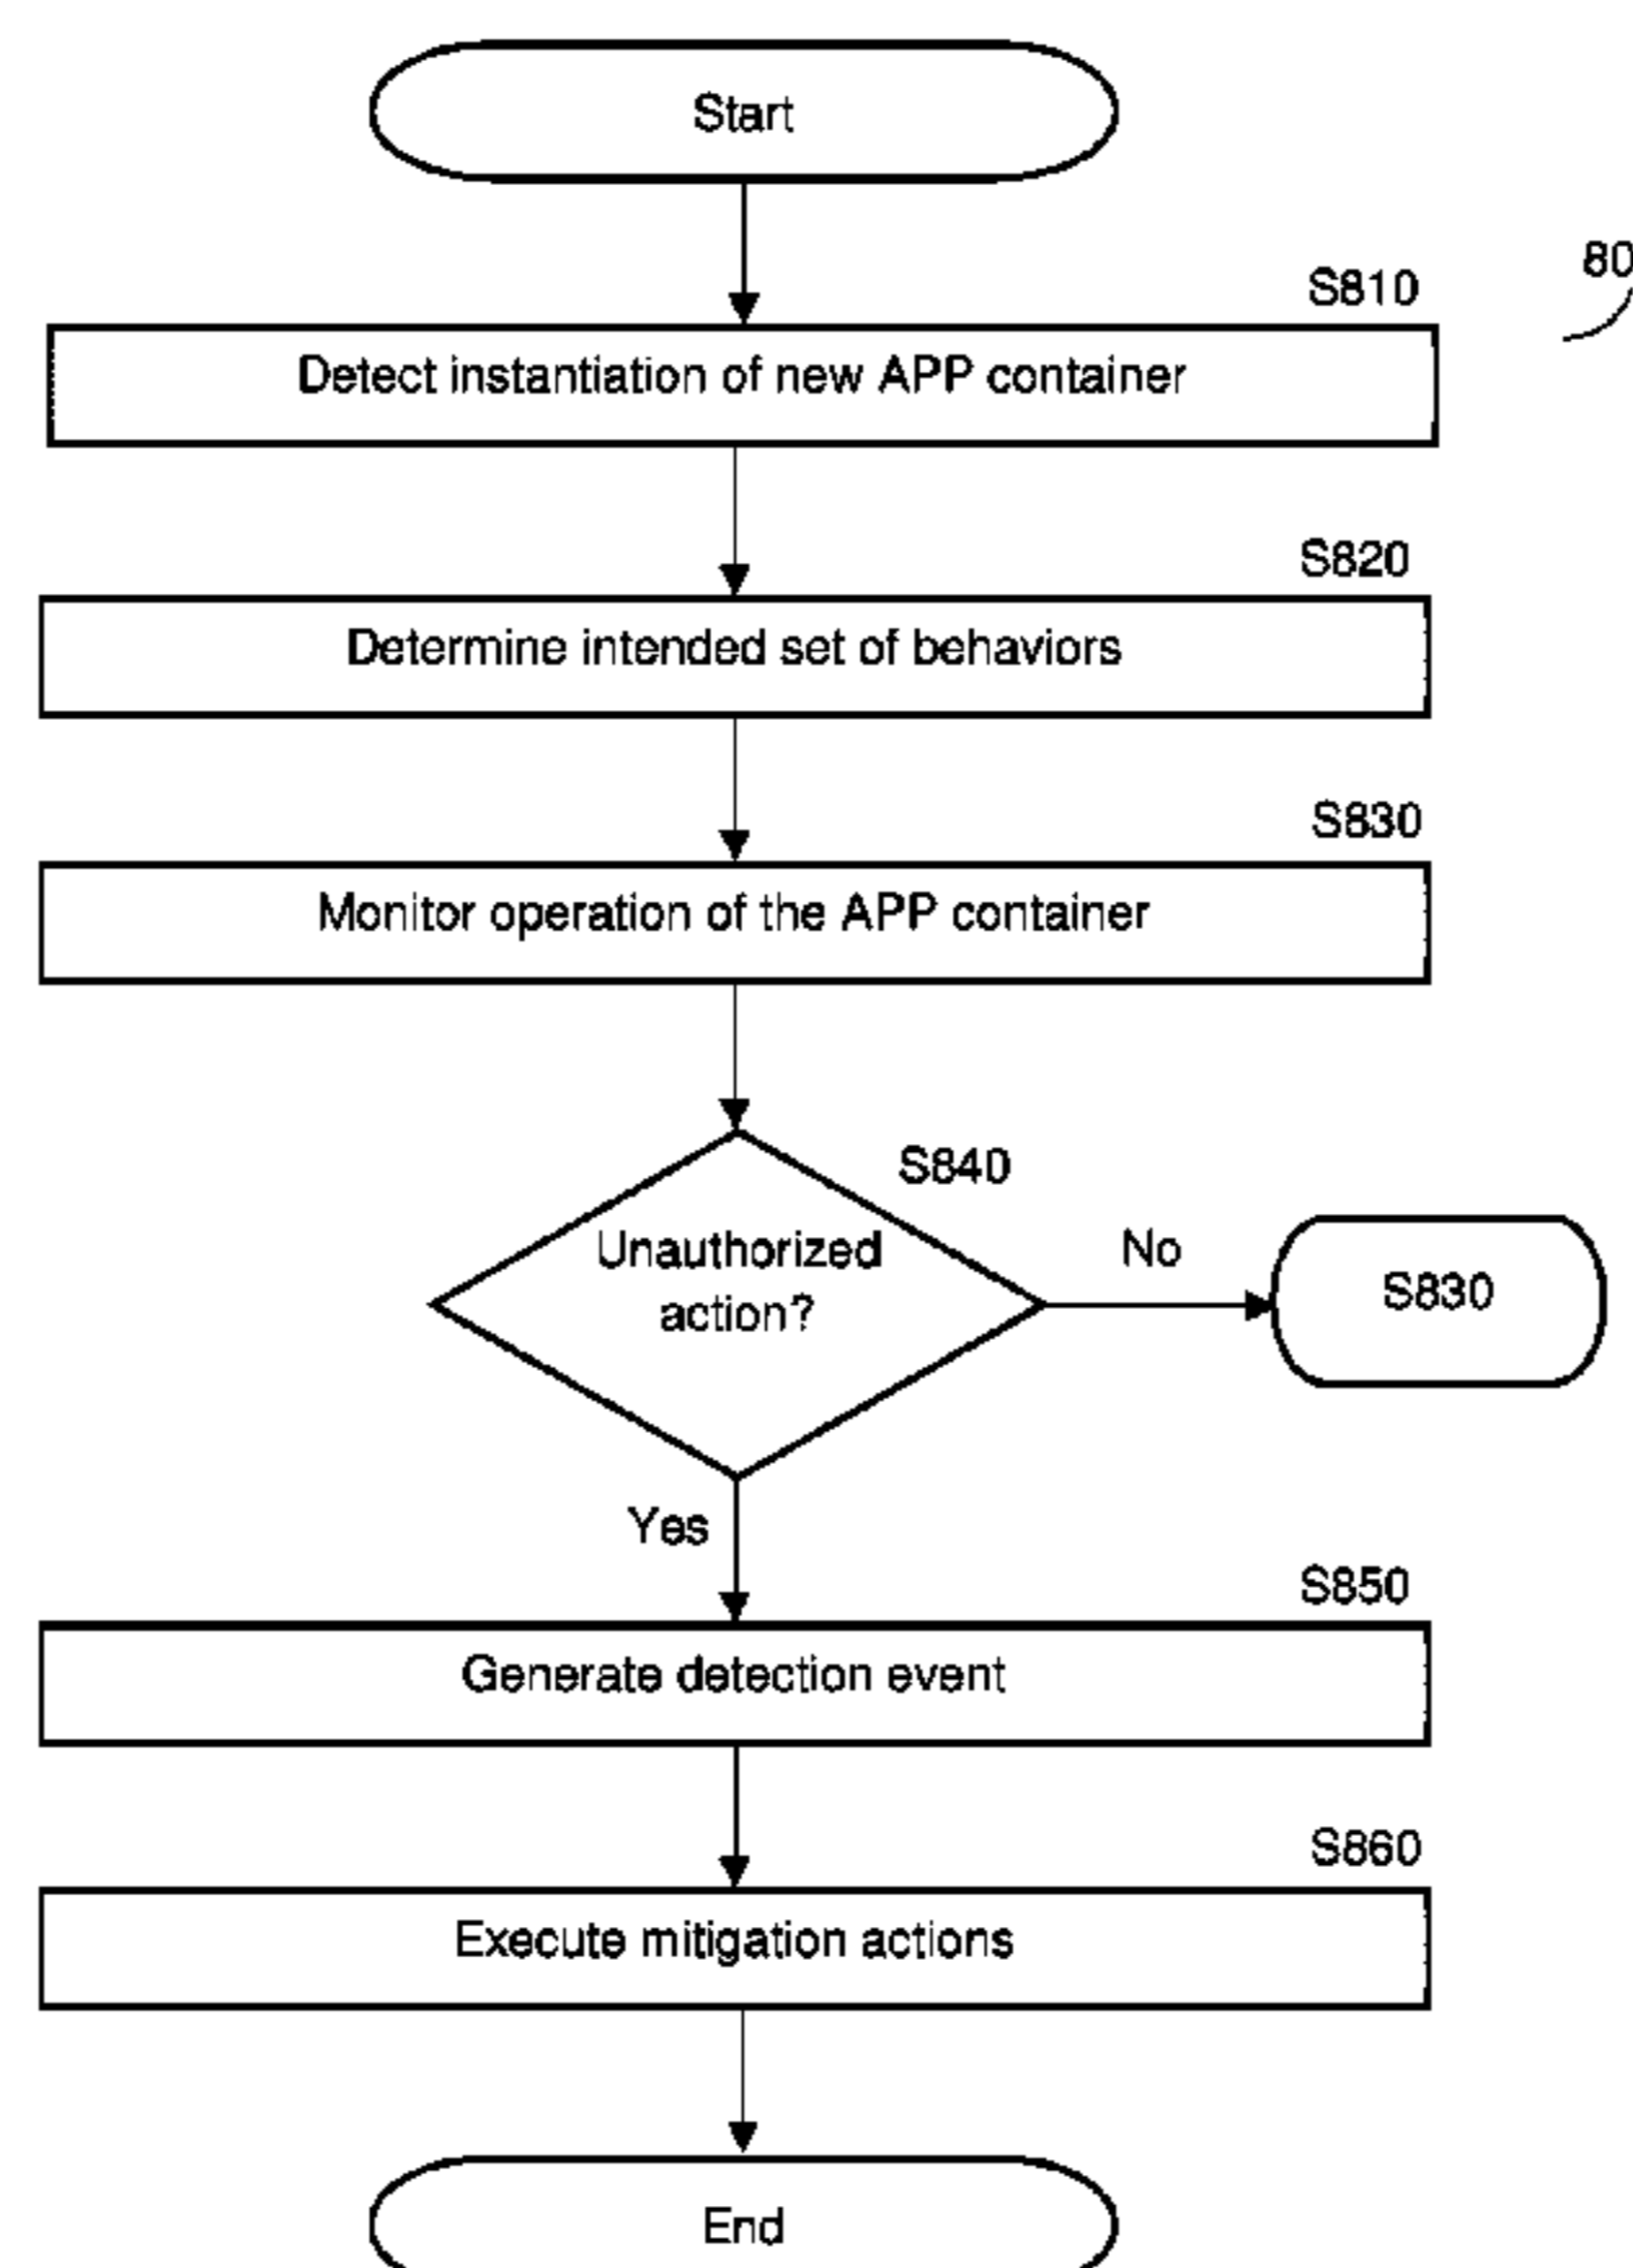 Start
80
S810
Detect instantiation of new APP container
S820
Determine intended set of behaviors
S830
Monitor operation of the APP container
S840
Unauthorized
action?
No
S830
Yes
S850
Generate detection event
S860
Execute mitigation actions
End